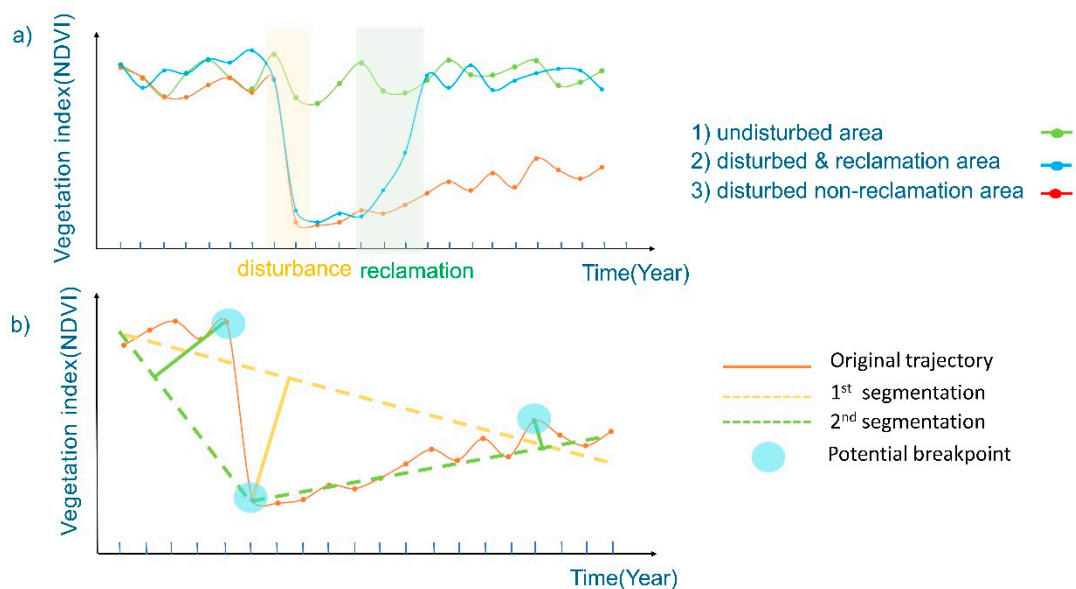 a)
Vegetation index(NDVI)
1) undisturbed area
2) disturbed & reclamation area
3) disturbed non-reclamation area
disturbance
reclamation
Time(Year)
b)
Vegetation index(NDVI)
Original trajectory
1st segmentation
2nd segmentation
Potential breakpoint
Time(Year)